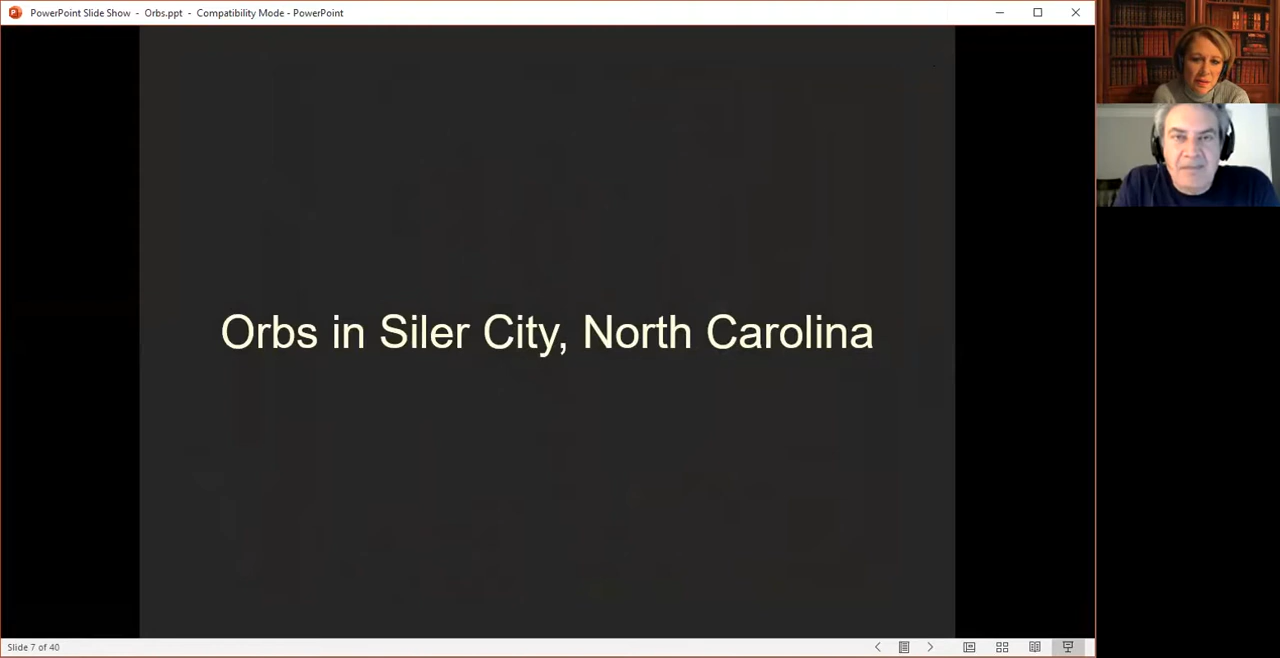 PowerPoint Slide Show - Orbs.ppt - Compatibility Mode - PowerPoint
Orbs in Siler City, North Carolina
Slide 7 of 40